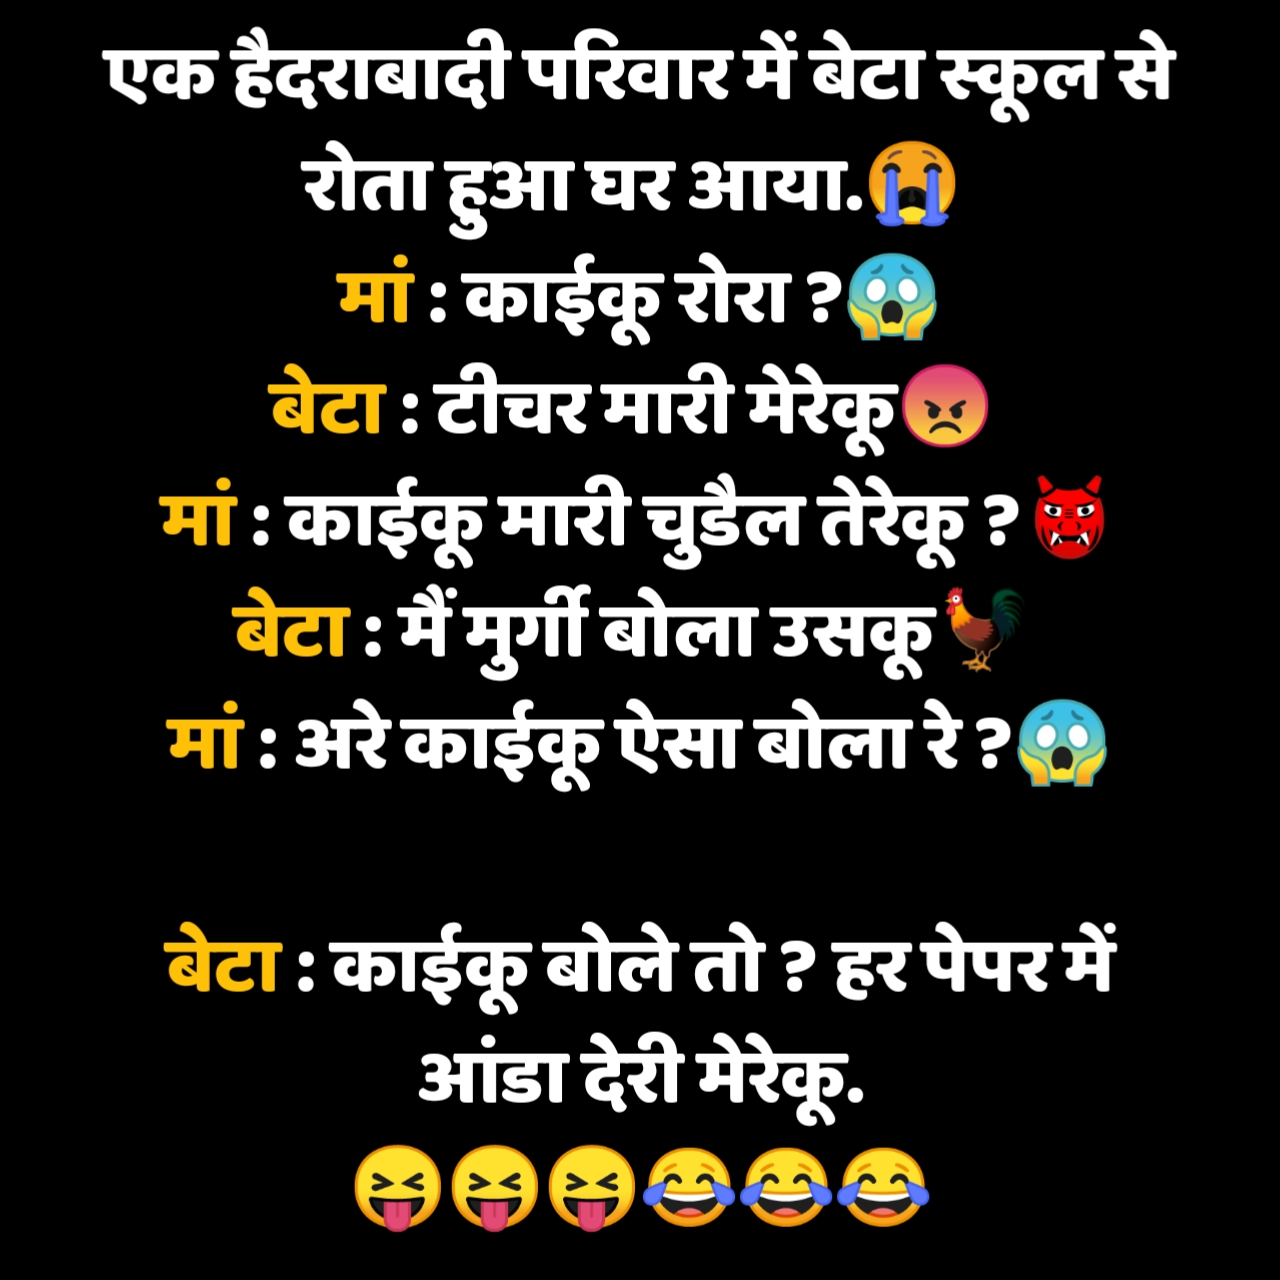 एक हैदराबादी परिवार में बेटा स्कूल से
रोता हुआ घर आया.😭
मां : काईकू रोरा ?😱
बेटा : टीचर मारी मेरेकू😡
मां : काईकू मारी चुडैल तेरेकू ?👹
बेटा : मैं मुर्गी बोला उसकू🐓
मां : अरे काईकू ऐसा बोला रे ?😱
बेटा : काईकू बोले तो ? हर पेपर में
आंडा देरी मेरेकू.
😝😝😝😂😂😂